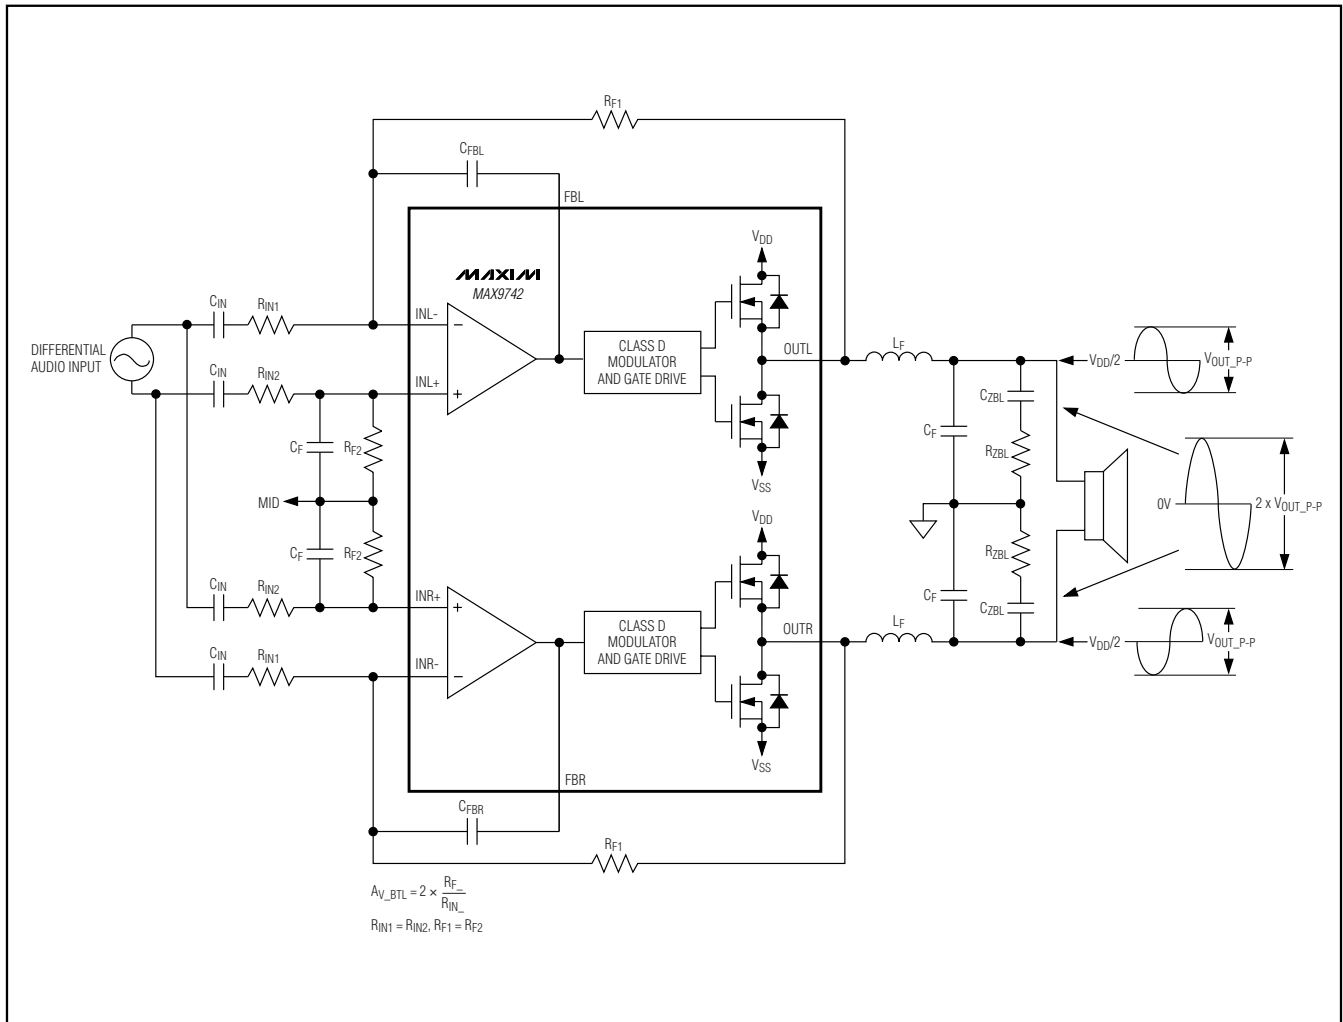 RF1
CFBL
FBL
VDD
MAXIM
MAX9742
CIN
RIN1
INL-
−
DIFFERENTIAL
AUDIO INPUT
CLASS D
MODULATOR
AND GATE DRIVE
OUTL
LF
VDD/2
VOUT_P-P
CIN
RIN2
INL+
+
CZBL
CF
RF2
CF
RZBL
VSS
MID
0V
2 x VOUT_P-P
VDD
CF
RF2
RZBL
CIN
RIN2
INR+
+
CF
CZBL
CLASS D
MODULATOR
AND GATE DRIVE
OUTR
LF
VDD/2
VOUT_P-P
CIN
RIN1
INR-
−
VSS
FBR
CFBR
RF1
AV_BTL = 2 × RF_
RIN_
RIN1 = RIN2, RF1 = RF2